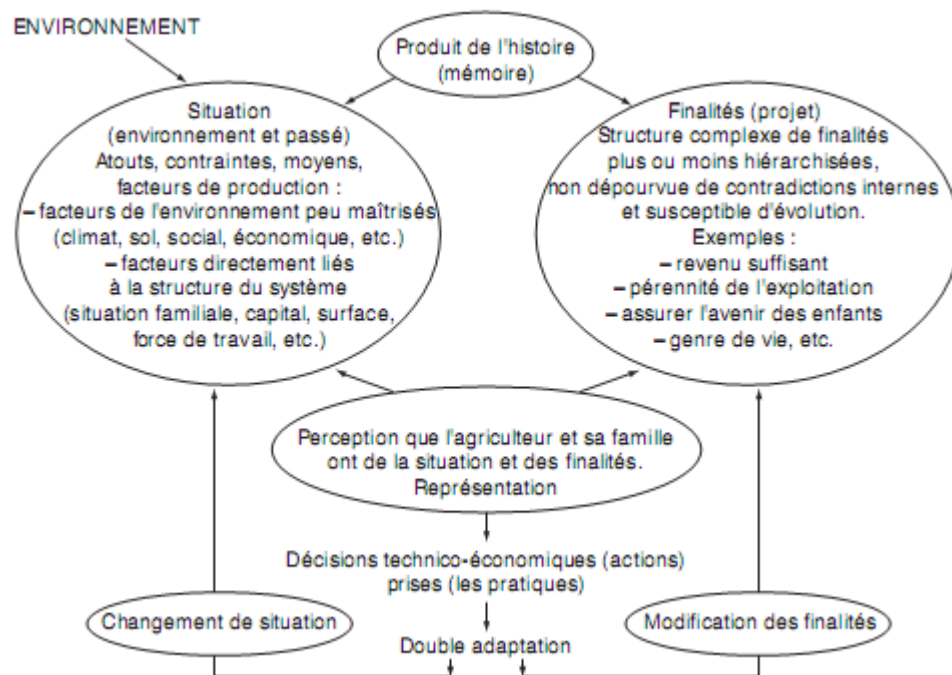 ENVIRONNEMENT
Produit de l'histoire
(mémoire)
Situation
(environnement et passé)
Atouts, contraintes, moyens,
facteurs de production :
– facteurs de l'environnement peu maîtrisés
(climat, sol, social, économique, etc.)
– facteurs directement liés
à la structure du système
(situation familiale, capital, surface,
force de travail, etc.)
Finalités (projet)
Structure complexe de finalités
plus ou moins hiérarchisées,
non dépourvue de contradictions internes
et susceptible d'évolution.
Exemples :
– revenu suffisant
– pérennité de l'exploitation
– assurer l'avenir des enfants
– genre de vie, etc.
Perception que l'agriculteur et sa famille
ont de la situation et des finalités.
Représentation
Décisions technico-économiques (actions)
prises (les pratiques)
Changement de situation
Modification des finalités
Double adaptation